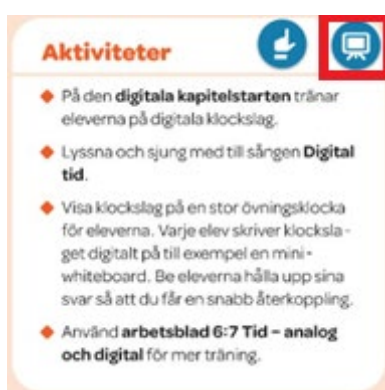 Aktiviteter
På den digitala kapitelstarten tränar
eleverna på digitala klockslag.
Lyssna och sjung med till sången Digital
tid.
Visa klockslag på en stor övningsklocka
för eleverna. Varje elev skriver klocksla-
get digitalt på till exempel en mini-
whiteboard. Be eleverna hålla upp sina
svar så att du får en snabb återkoppling.
Använd arbetsblad 6:7 Tid – analog
och digital för mer träning.